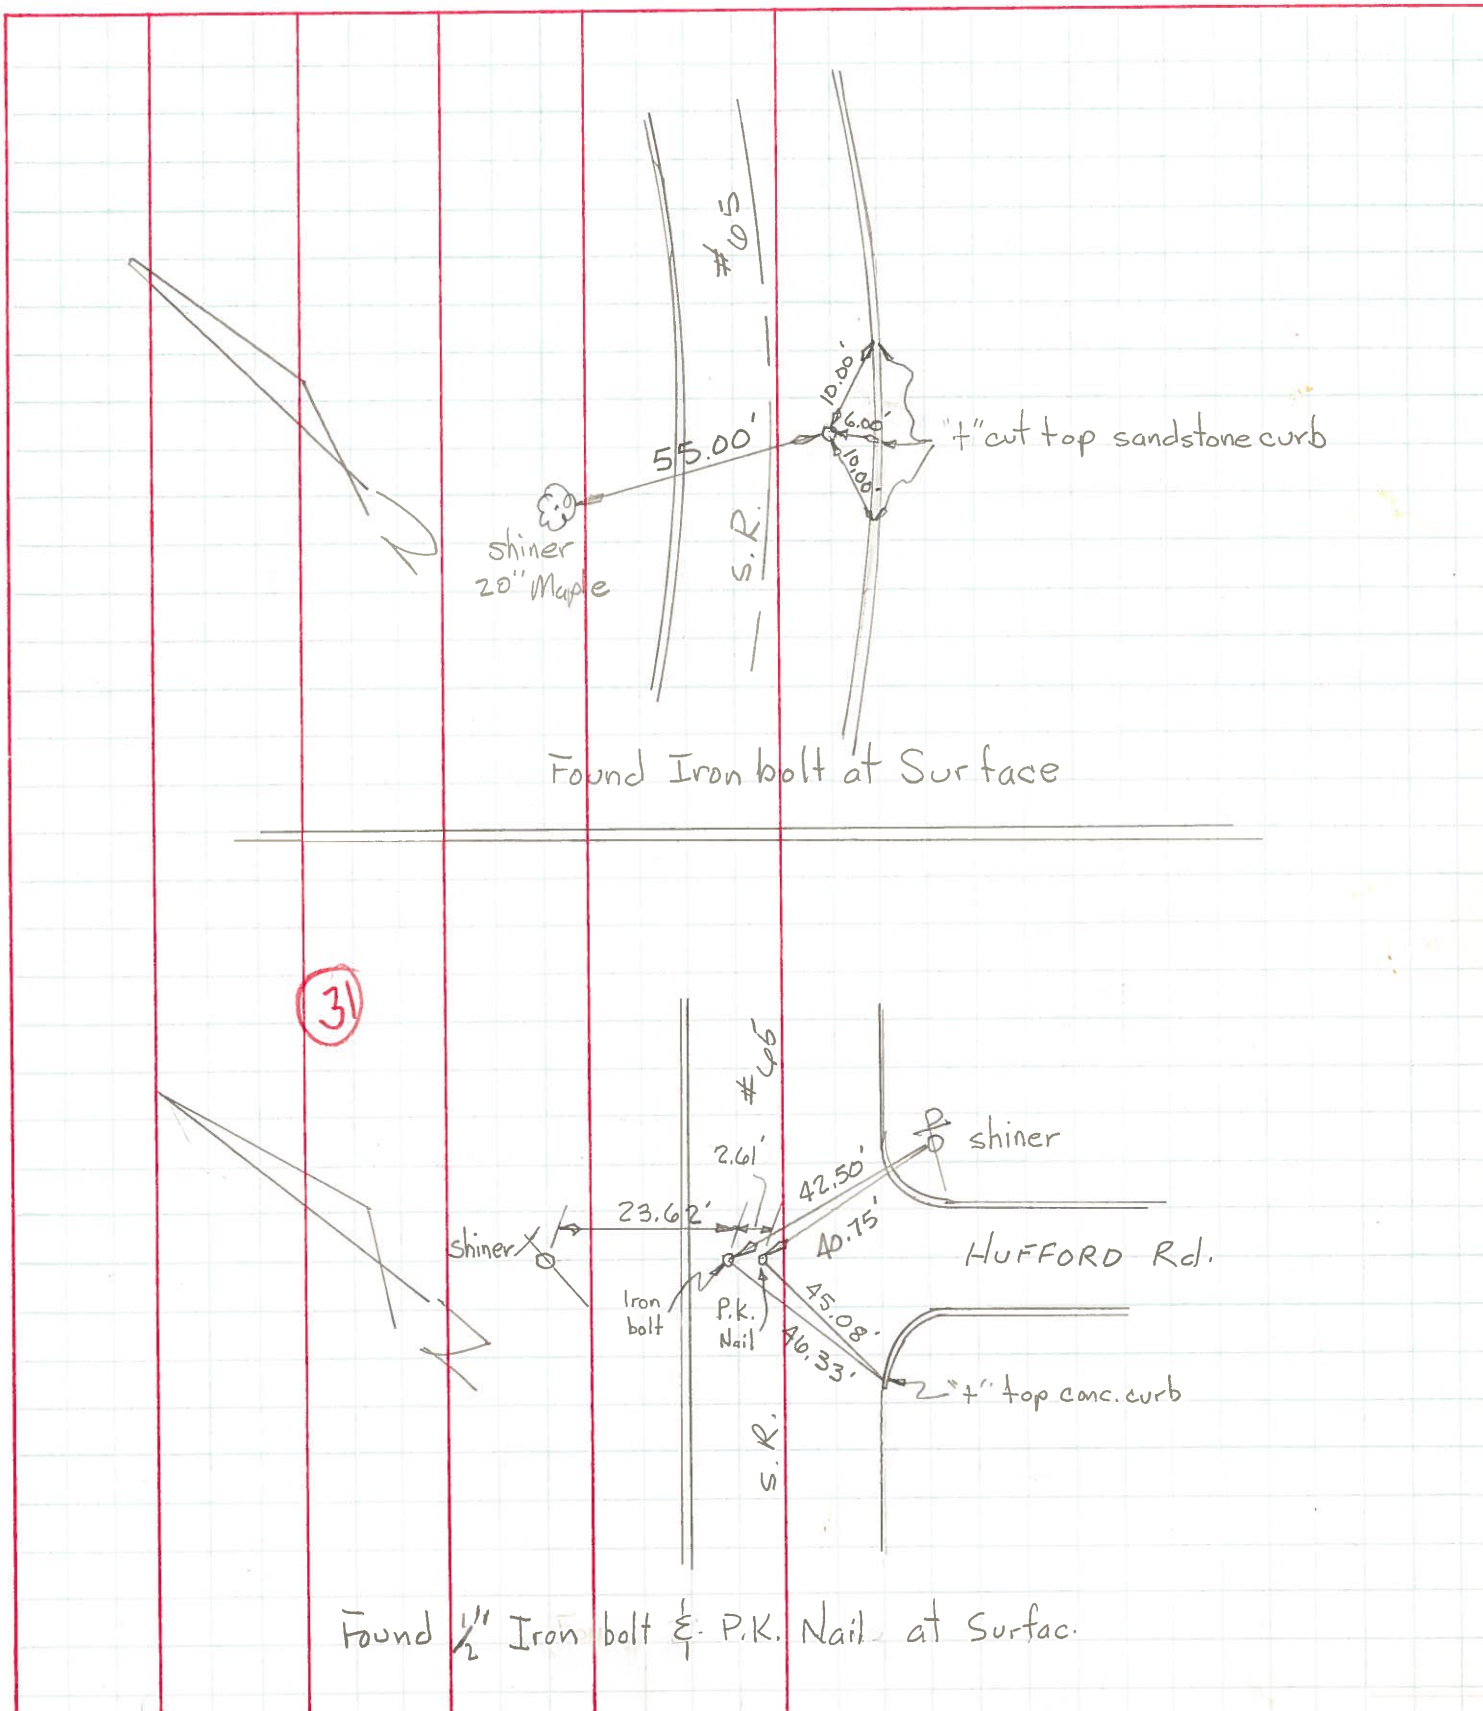 #65
10.00'
6.00'
"+" cut top sandstone curb
55.00'
10.00'
S.R.
shiner
20" Maple
N
Found Iron bolt at Surface
31
#65
2.61'
42.50'
shiner
23.62'
40.75'
shiner
HUFFORD Rd.
Iron
bolt
P.K.
Nail
45.08'
46.33'
N
"+" top conc. curb
S.R.
Found 1/2" Iron bolt & P.K. Nail at Surfac.